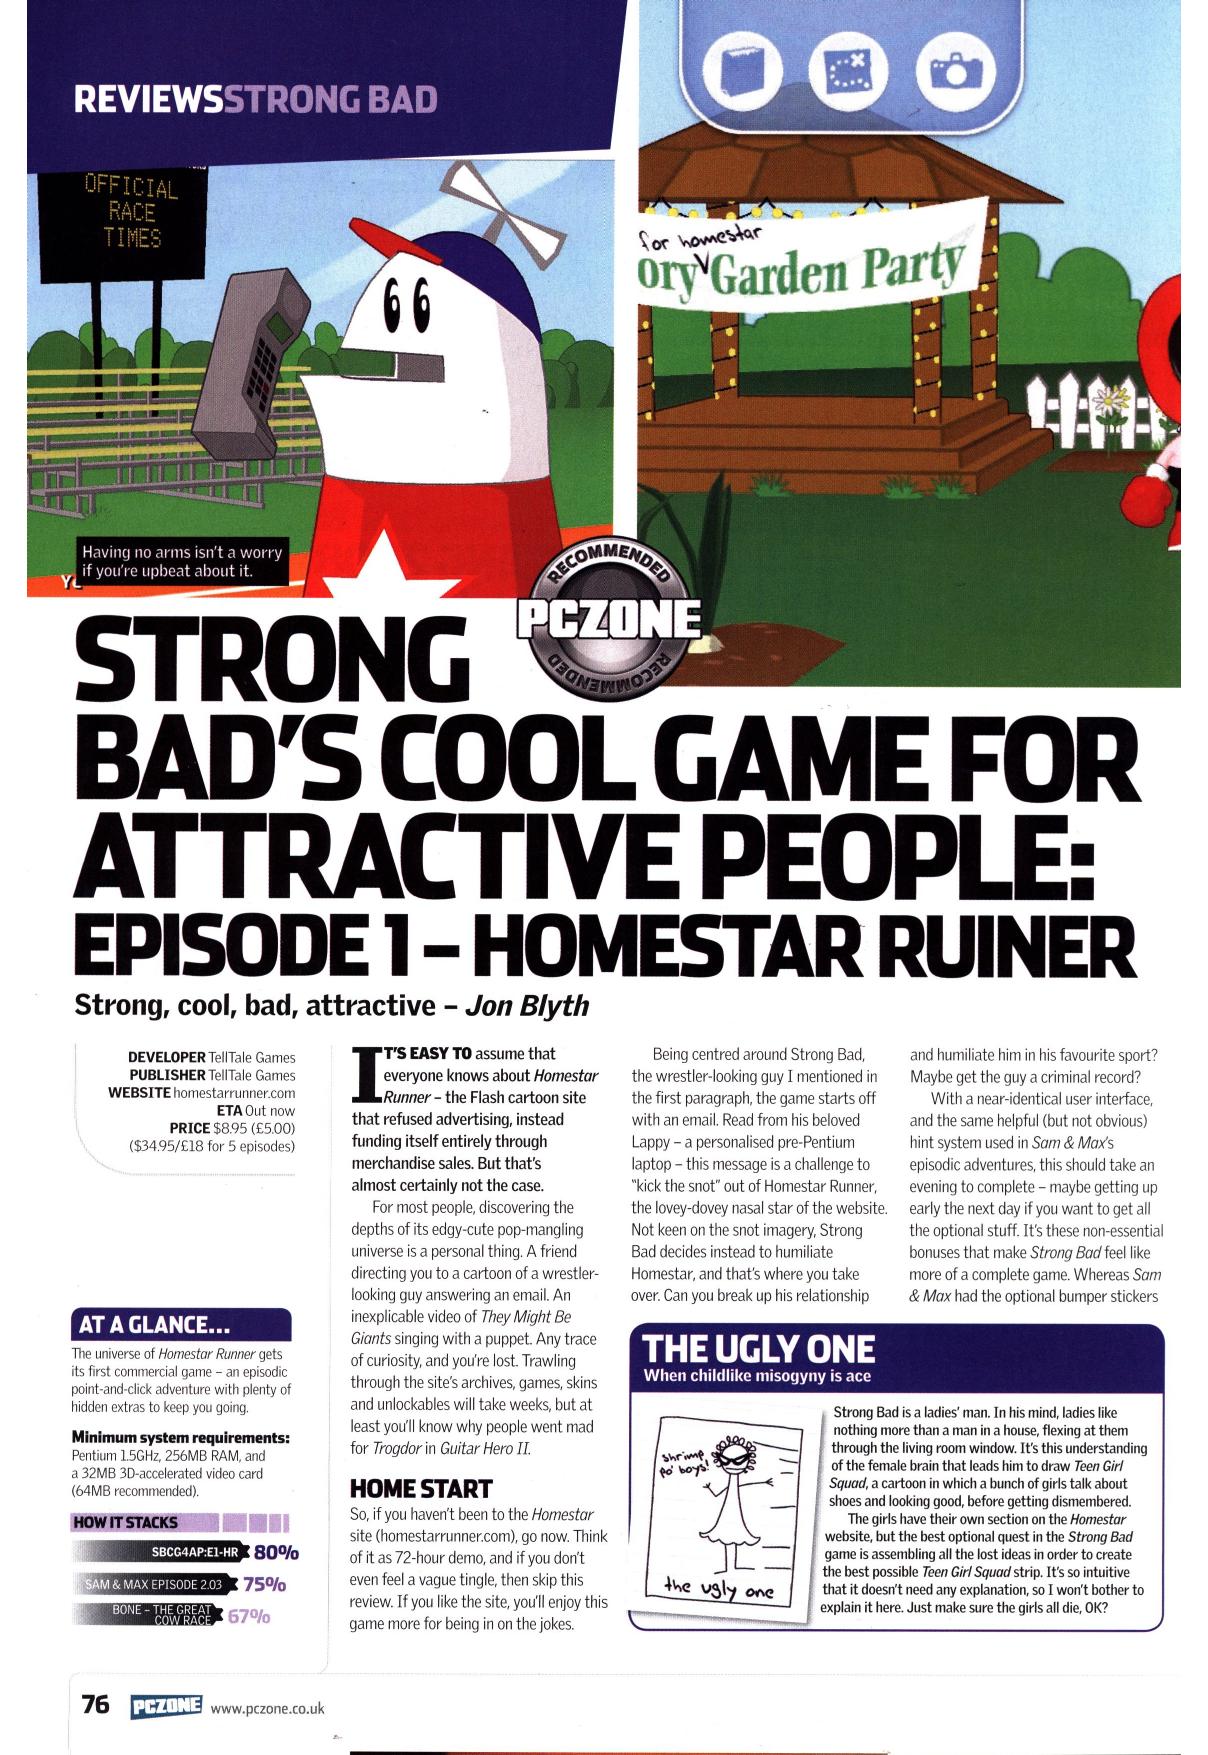 REVIEWS STRONG BAD
OFFICIAL
RACE
TIMES
for homestar
ory Garden Party
Having no arms isn't a worry
if you're upbeat about it.
RECOMMENDED
PCZONE
RECOMMENDED
STRONG
BAD'S COOL GAME FOR
ATTRACTIVE PEOPLE:
EPISODE 1 – HOMESTAR RUINER
Strong, cool, bad, attractive – Jon Blyth
DEVELOPER TellTale Games
PUBLISHER TellTale Games
WEBSITE homestarrunner.com
ETA Out now
PRICE $8.95 (£5.00)
($34.95/£18 for 5 episodes)
AT A GLANCE...
The universe of Homestar Runner gets
its first commercial game – an episodic
point-and-click adventure with plenty of
hidden extras to keep you going.
Minimum system requirements:
Pentium 1.5GHz, 256MB RAM, and
a 32MB 3D-accelerated video card
(64MB recommended).
HOW IT STACKS
SBCG4AP:E1-HR 80%
SAM & MAX EPISODE 2.03 75%
BONE – THE GREAT
COW RACE 67%
IT'S EASY TO assume that
everyone knows about Homestar
Runner – the Flash cartoon site
that refused advertising, instead
funding itself entirely through
merchandise sales. But that's
almost certainly not the case.
For most people, discovering the
depths of its edgy-cute pop-mangling
universe is a personal thing. A friend
directing you to a cartoon of a wrestler-
looking guy answering an email. An
inexplicable video of They Might Be
Giants singing with a puppet. Any trace
of curiosity, and you're lost. Trawling
through the site's archives, games, skins
and unlockables will take weeks, but at
least you'll know why people went mad
for Trogdor in Guitar Hero II.
HOME START
So, if you haven't been to the Homestar
site (homestarrunner.com), go now. Think
of it as 72-hour demo, and if you don't
even feel a vague tingle, then skip this
review. If you like the site, you'll enjoy this
game more for being in on the jokes.
Being centred around Strong Bad,
the wrestler-looking guy I mentioned in
the first paragraph, the game starts off
with an email. Read from his beloved
Lappy – a personalised pre-Pentium
laptop – this message is a challenge to
"kick the snot" out of Homestar Runner,
the lovey-dovey nasal star of the website.
Not keen on the snot imagery, Strong
Bad decides instead to humiliate
Homestar, and that's where you take
over. Can you break up his relationship
and humiliate him in his favourite sport?
Maybe get the guy a criminal record?
With a near-identical user interface,
and the same helpful (but not obvious)
hint system used in Sam & Max's
episodic adventures, this should take an
evening to complete – maybe getting up
early the next day if you want to get all
the optional stuff. It's these non-essential
bonuses that make Strong Bad feel like
more of a complete game. Whereas Sam
& Max had the optional bumper stickers
THE UGLY ONE
When childlike misogyny is ace
shrimp
po' boys!
the ugly one
Strong Bad is a ladies' man. In his mind, ladies like
nothing more than a man in a house, flexing at them
through the living room window. It's this understanding
of the female brain that leads him to draw Teen Girl
Squad, a cartoon in which a bunch of girls talk about
shoes and looking good, before getting dismembered.
The girls have their own section on the Homestar
website, but the best optional quest in the Strong Bad
game is assembling all the lost ideas in order to create
the best possible Teen Girl Squad strip. It's so intuitive
that it doesn't need any explanation, so I won't bother to
explain it here. Just make sure the girls all die, OK?
76 PCZONE www.pczone.co.uk